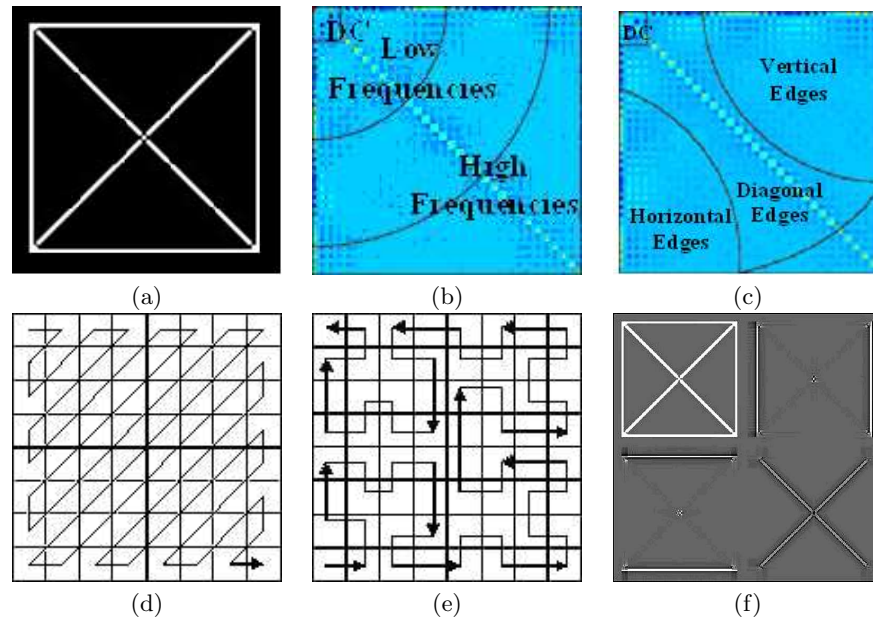 DC
Low
Frequencies
High
Frequencies
DC
Vertical
Edges
Diagonal
Edges
Horizontal
Edges
(a)
(b)
(c)
(d)
(e)
(f)